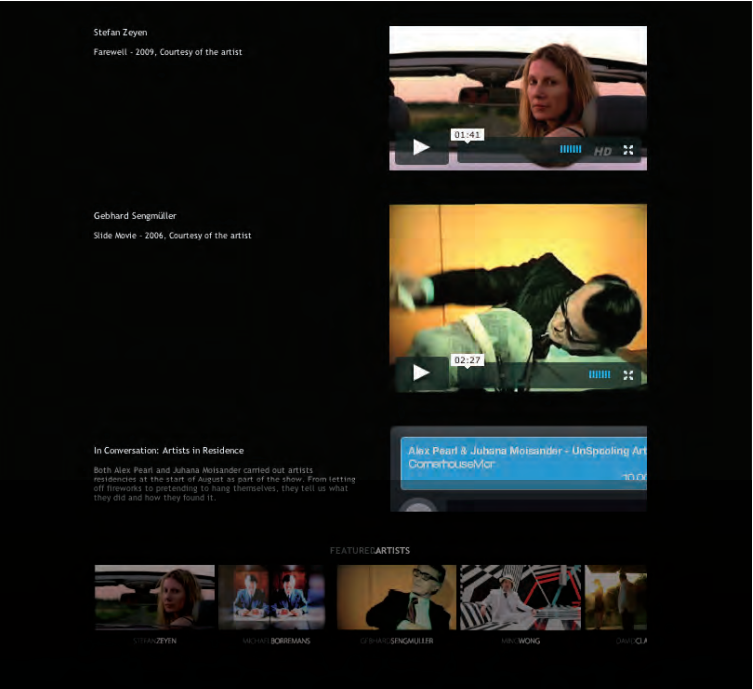 Stefan Zeyen
Farewell - 2009, Courtesy of the artist
01:41
HD
Gebhard Sengmüller
Slide Movie - 2006, Courtesy of the artist
02:27
In Conversation: Artists in Residence
Both Alex Pearl and Juhana Moisander carried out artists
residencies at the start of August as part of the show. From letting
off fireworks to pretending to hang themselves, they tell us what
they did and how they found it.
Alex Pearl & Juhana Moisander - UnSpooling Art
CornerhouseMcr
10.00
FEATUREDARTISTS
STEFANZEYEN
MICHAELBORREMANS
GEBHARDSENGMULLER
MINGWONG
DAVIDCLA